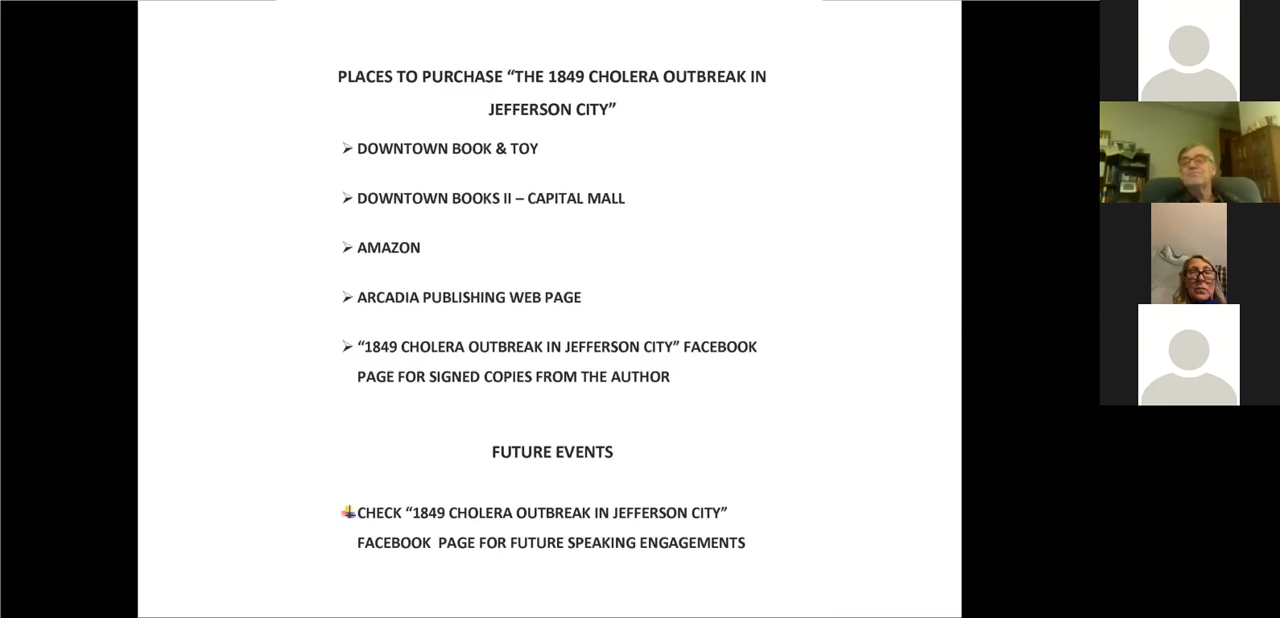 PLACES TO PURCHASE “THE 1849 CHOLERA OUTBREAK IN
JEFFERSON CITY”
DOWNTOWN BOOK & TOY
DOWNTOWN BOOKS II – CAPITAL MALL
AMAZON
ARCADIA PUBLISHING WEB PAGE
“1849 CHOLERA OUTBREAK IN JEFFERSON CITY” FACEBOOK
PAGE FOR SIGNED COPIES FROM THE AUTHOR
FUTURE EVENTS
CHECK “1849 CHOLERA OUTBREAK IN JEFFERSON CITY”
FACEBOOK PAGE FOR FUTURE SPEAKING ENGAGEMENTS